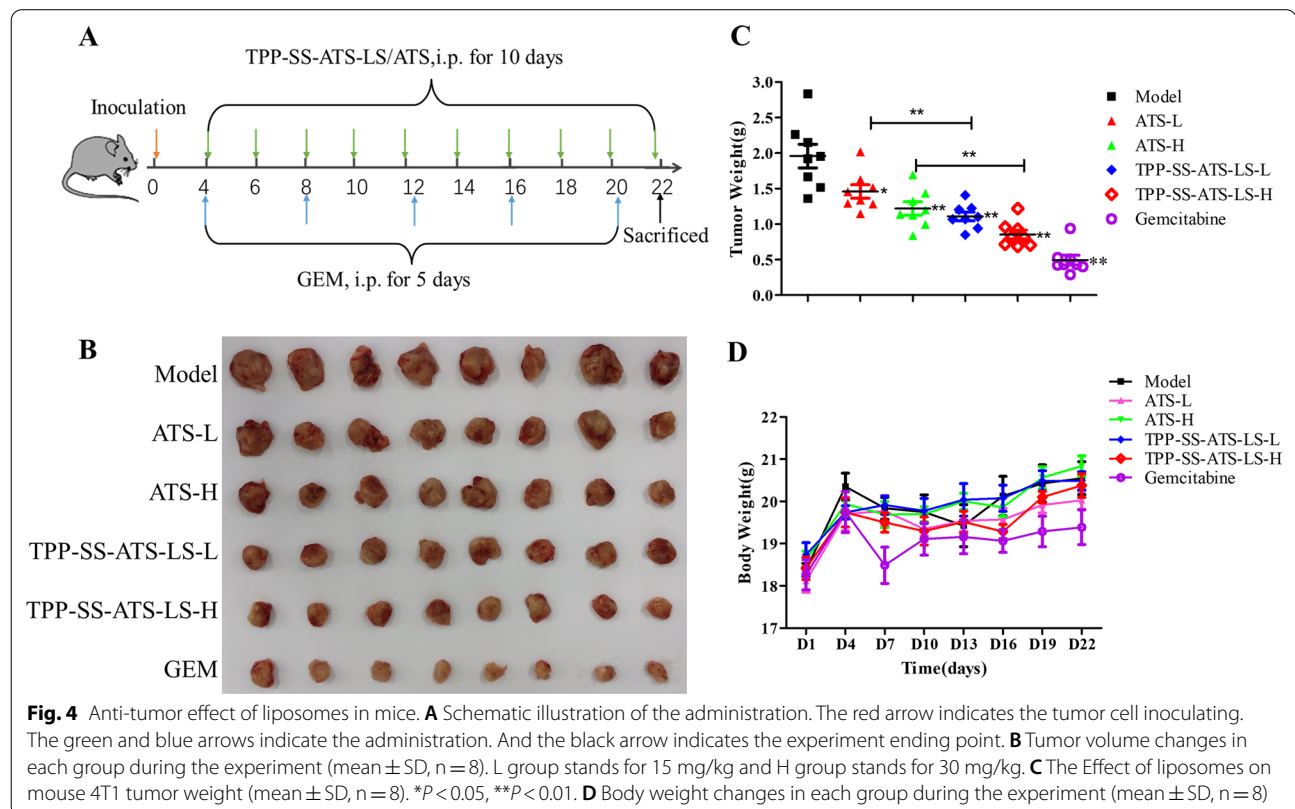 A
TPP-SS-ATS-LS/ATS,i.p. for 10 days
Inoculation
0 4 6 8 10 12 14 16 18 20 22
Sacrificed
GEM, i.p. for 5 days
B
Model
ATS-L
ATS-H
TPP-SS-ATS-LS-L
TPP-SS-ATS-LS-H
GEM
C
Tumor Weight(g)
3.0
2.5
2.0
1.5
1.0
0.5
0.0
**
**
*
**
**
**
**
Model
ATS-L
ATS-H
TPP-SS-ATS-LS-L
TPP-SS-ATS-LS-H
Gemcitabine
D
Body Weight(g)
22
21
20
19
18
17
D1 D4 D7 D10 D13 D16 D19 D22
Time(days)
Model
ATS-L
ATS-H
TPP-SS-ATS-LS-L
TPP-SS-ATS-LS-H
Gemcitabine
Fig. 4 Anti-tumor effect of liposomes in mice. A Schematic illustration of the administration. The red arrow indicates the tumor cell inoculating.
The green and blue arrows indicate the administration. And the black arrow indicates the experiment ending point. B Tumor volume changes in
each group during the experiment (mean ± SD, n = 8). L group stands for 15 mg/kg and H group stands for 30 mg/kg. C The Effect of liposomes on
mouse 4T1 tumor weight (mean ± SD, n = 8). *P < 0.05, **P < 0.01. D Body weight changes in each group during the experiment (mean ± SD, n = 8)